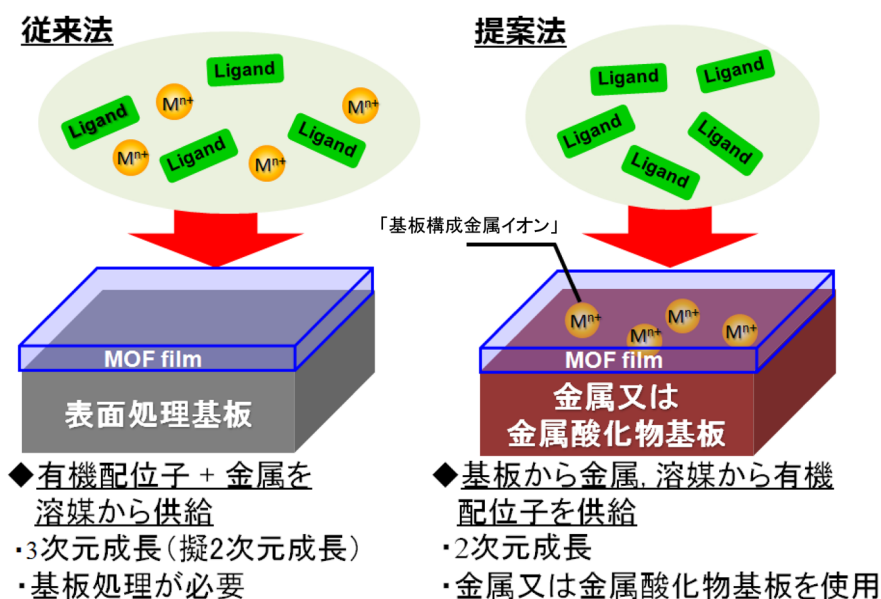 従来法
Ligand
Mn+
Mn+
Ligand
Mn+
Ligand
Mn+
Ligand
MOF film
表面処理基板
◆有機配位子 + 金属を
溶媒から供給
・3次元成長（擬2次元成長）
・基板処理が必要
提案法
Ligand
Ligand
Ligand
Ligand
Ligand
「基板構成金属イオン」
Mn+
Mn+
Mn+
Mn+
MOF film
金属又は
金属酸化物基板
◆基板から金属, 溶媒から有機
配位子を供給
・2次元成長
・金属又は金属酸化物基板を使用